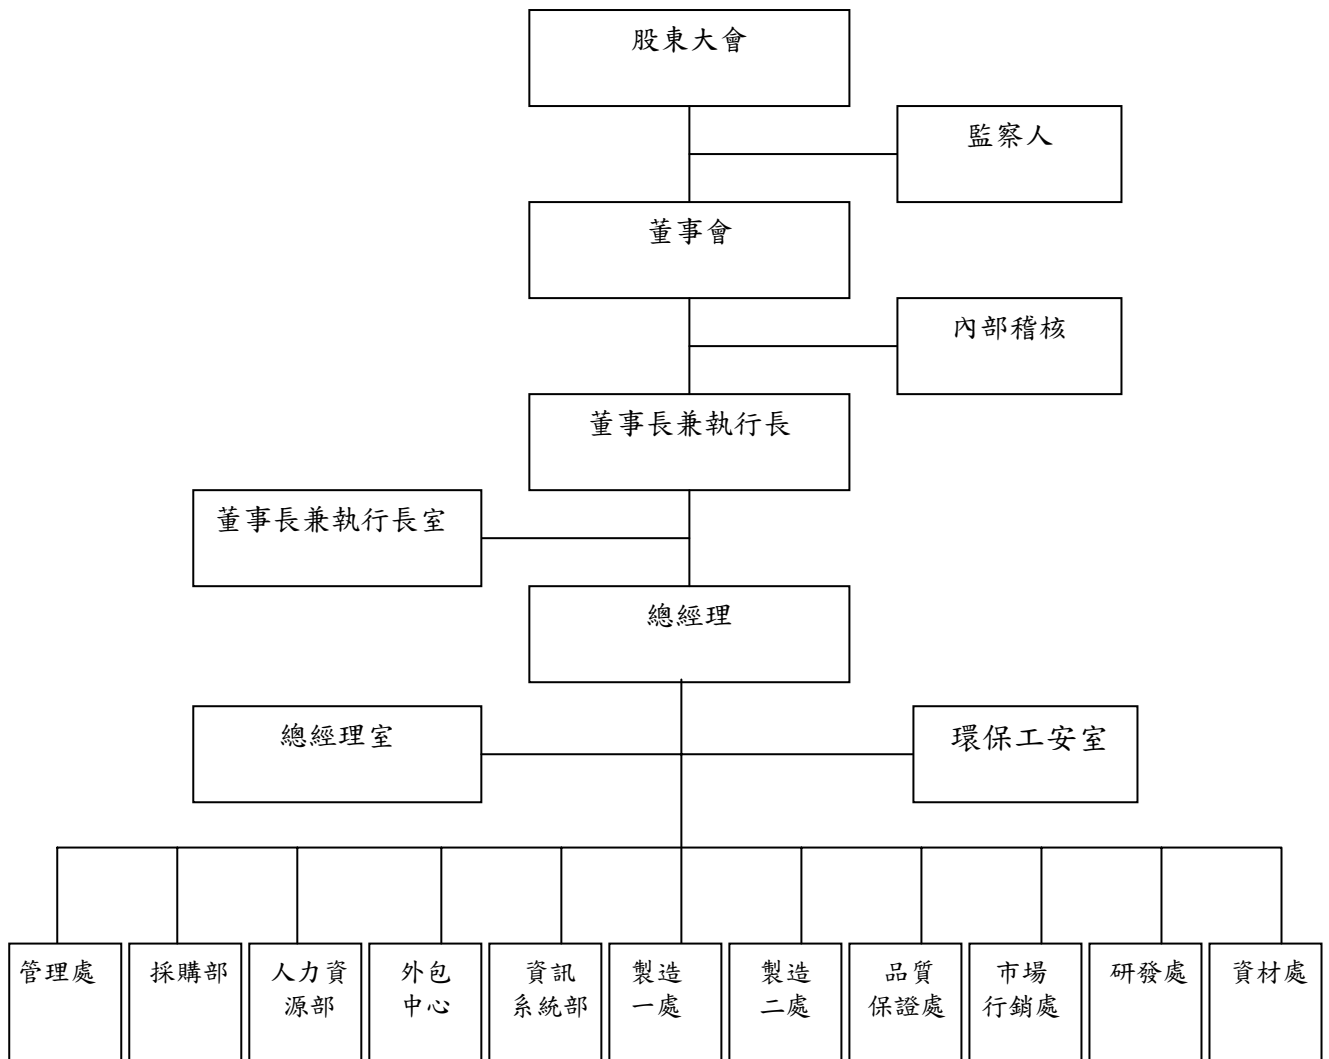 股東大會
監察人
董事會
內部稽核
董事長兼執行長
董事長兼執行長室
總經理
總經理室
環保工安室
管理處
採購部
人力資
源部
外包
中心
資訊
系統部
製造
一處
製造
二處
品質
保證處
市場
行銷處
研發處
資材處